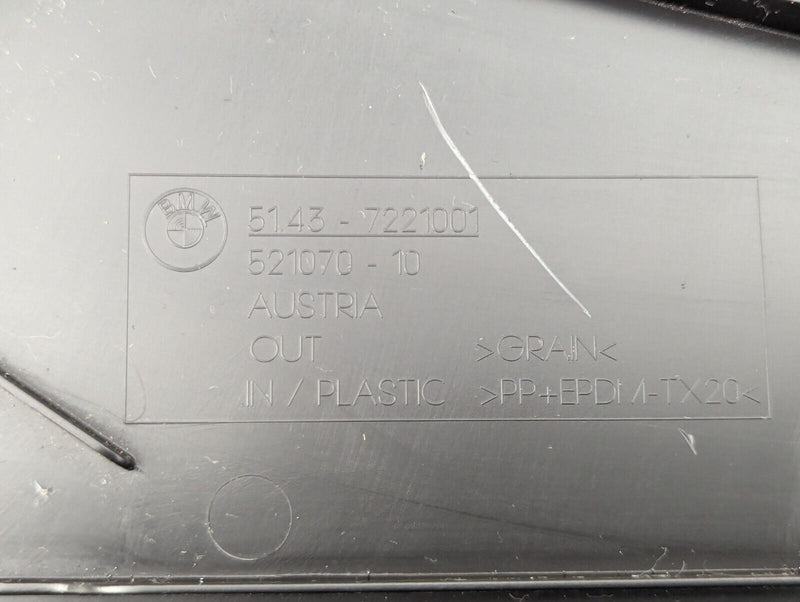 BMW
51.43 - 7221001
521070 - 10
AUSTRIA
OUT >GRAIN<
IN / PLASTIC >PP+EPDM-TX20<